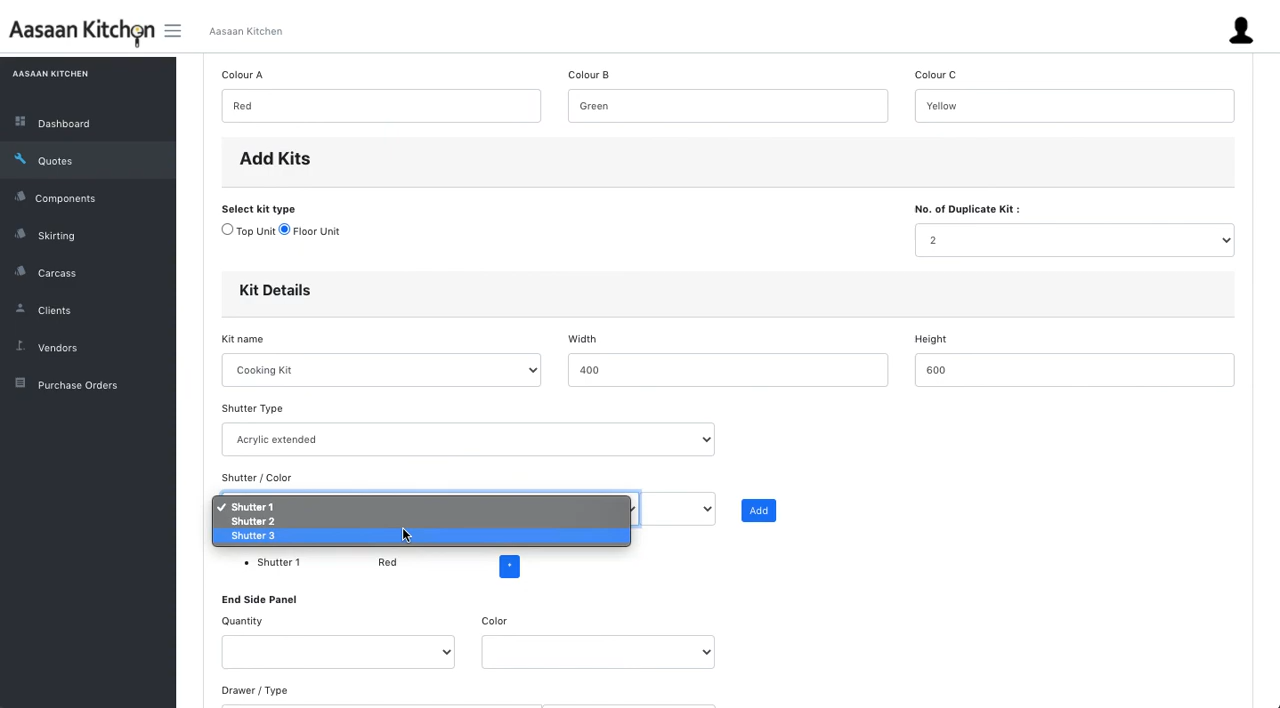 Aasaan Kitchen
Aasaan Kitchen
AASAAN KITCHEN
Dashboard
Quotes
Components
Skirting
Carcass
Clients
Vendors
Purchase Orders
Colour A
Colour B
Colour C
Red
Green
Yellow
Add Kits
Select kit type
No. of Duplicate Kit :
Top Unit
Floor Unit
2
Kit Details
Kit name
Width
Height
Cooking Kit
400
600
Shutter Type
Acrylic extended
Shutter / Color
Shutter 1
Shutter 2
Shutter 3
Add
Shutter 1
Red
End Side Panel
Quantity
Color
Drawer / Type